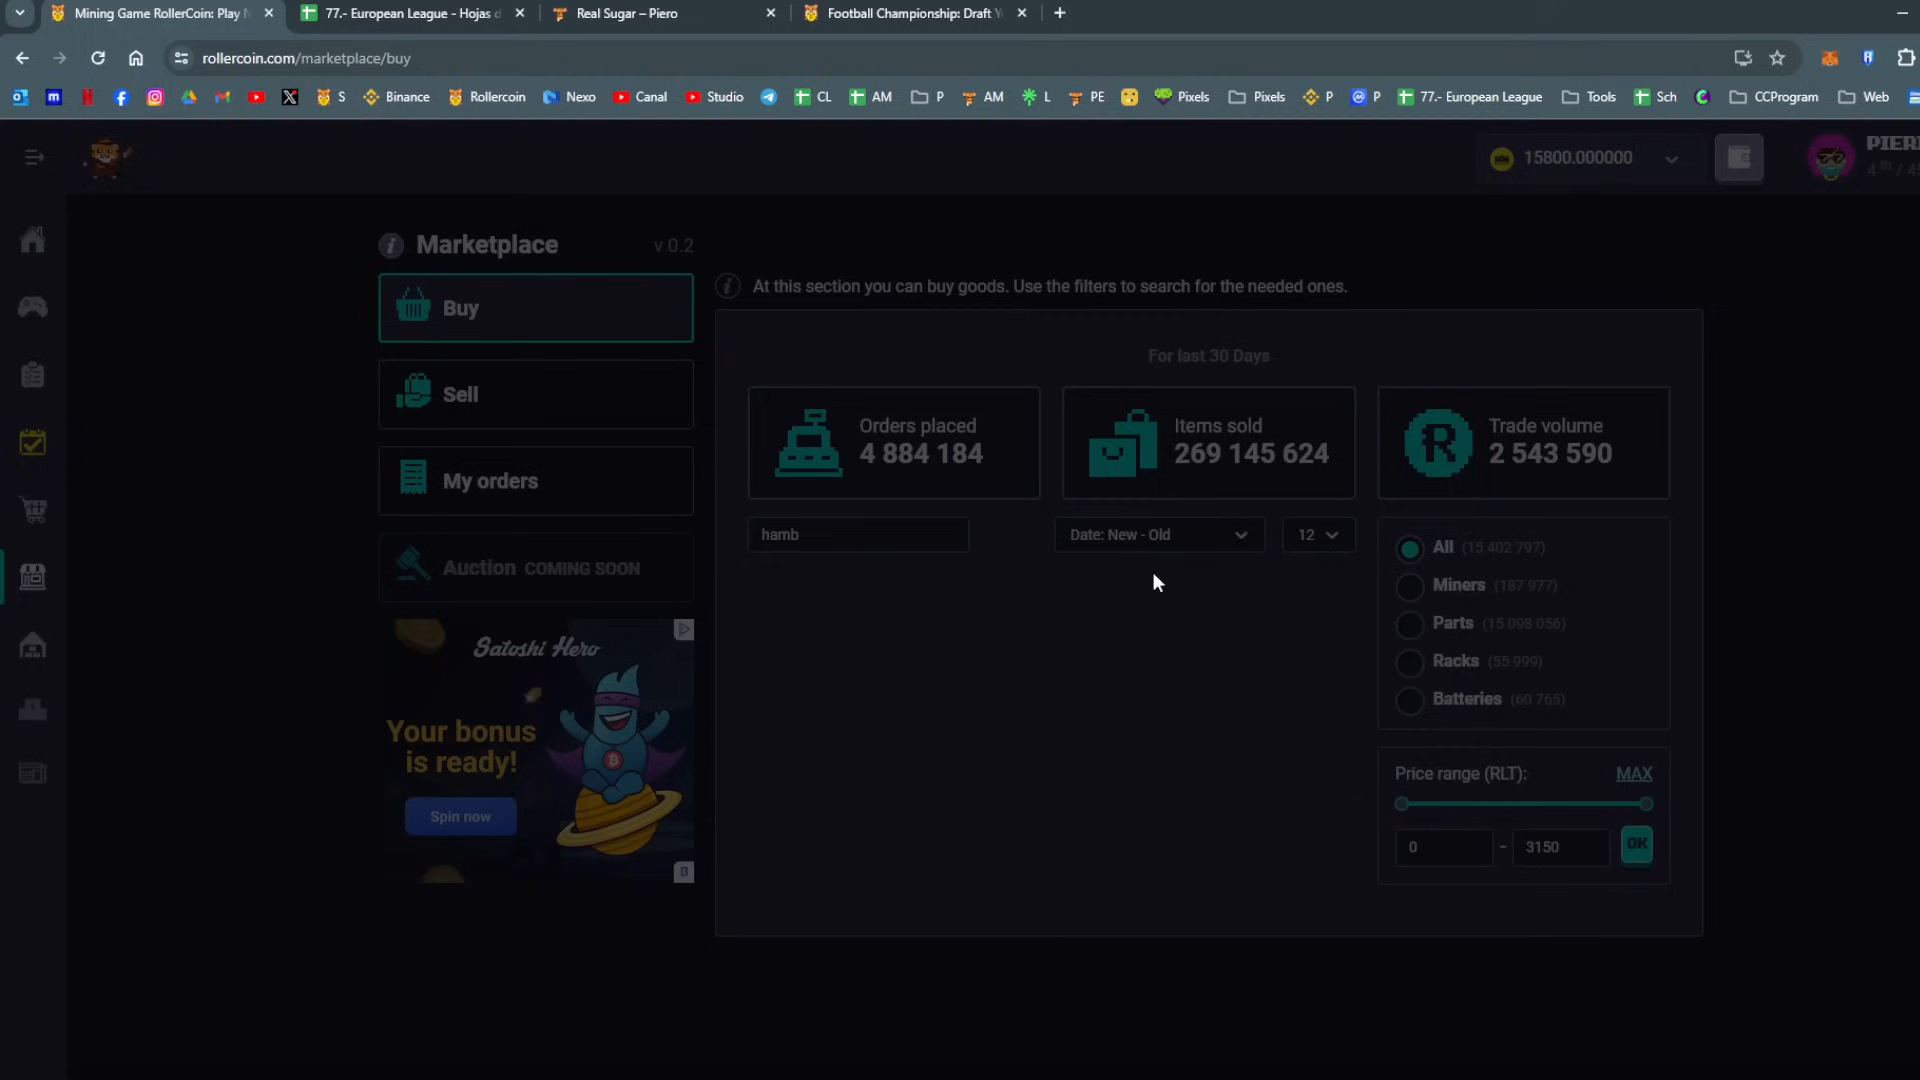 Mining Game RollerCoin: Play N
77.- European League - Hojas d
Real Sugar – Piero
Football Championship: Draft Y
rollercoin.com/marketplace/buy
S
Binance
Rollercoin
Nexo
Canal
Studio
CL
AM
P
AM
L
PE
Pixels
Pixels
P
P
77.- European League
Tools
Sch
CCProgram
Web
15800.000000
PIER
4 th / 45
Marketplace
v 0.2
Buy
Sell
My orders
Auction COMING SOON
Satoshi Hero
Your bonus
is ready!
Spin now
At this section you can buy goods. Use the filters to search for the needed ones.
For last 30 Days
Orders placed
4 884 184
Items sold
269 145 624
Trade volume
2 543 590
hamb
Date: New - Old
12
All (15 402 797)
Miners (187 977)
Parts (15 098 056)
Racks (55 999)
Batteries (60 765)
Price range (RLT):
MAX
0
-
3150
OK